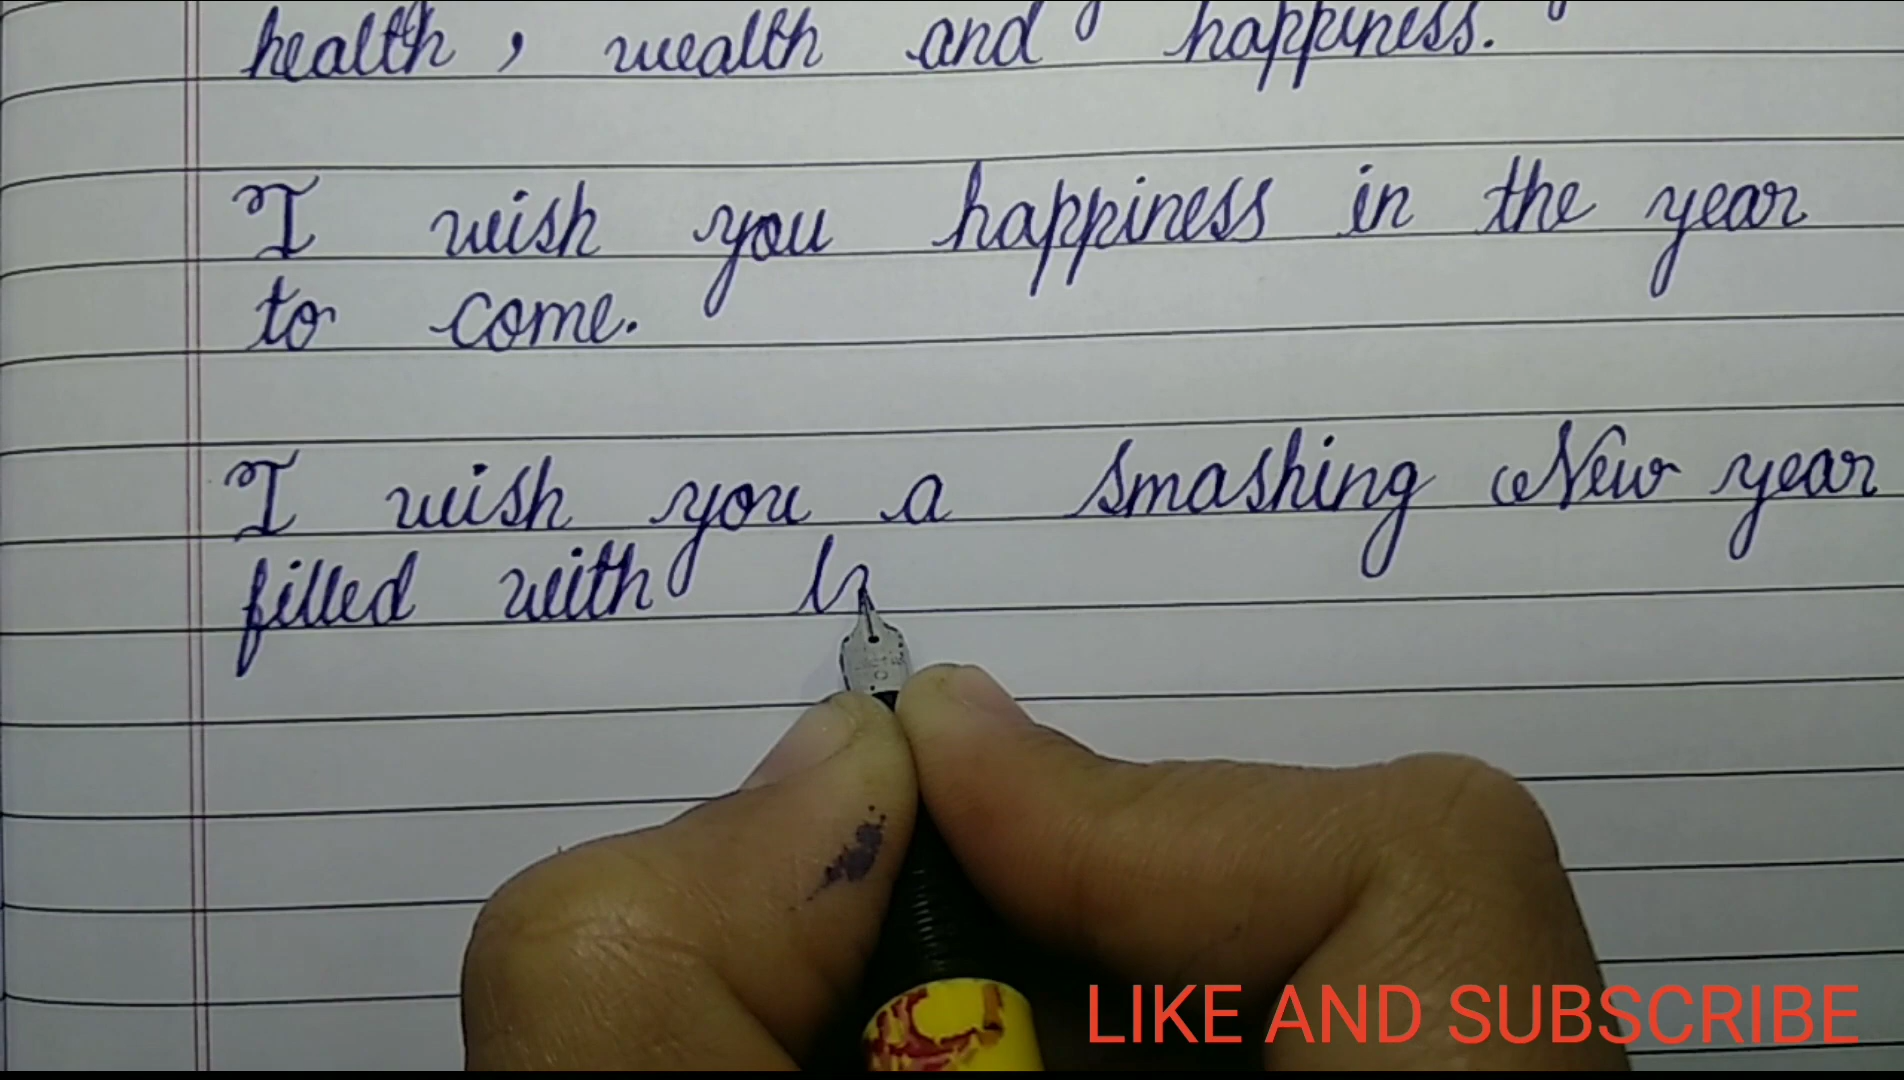 health, wealth and happiness.
I wish you happiness in the year
to come.
I wish you a smashing New year
filled with
LIKE AND SUBSCRIBE